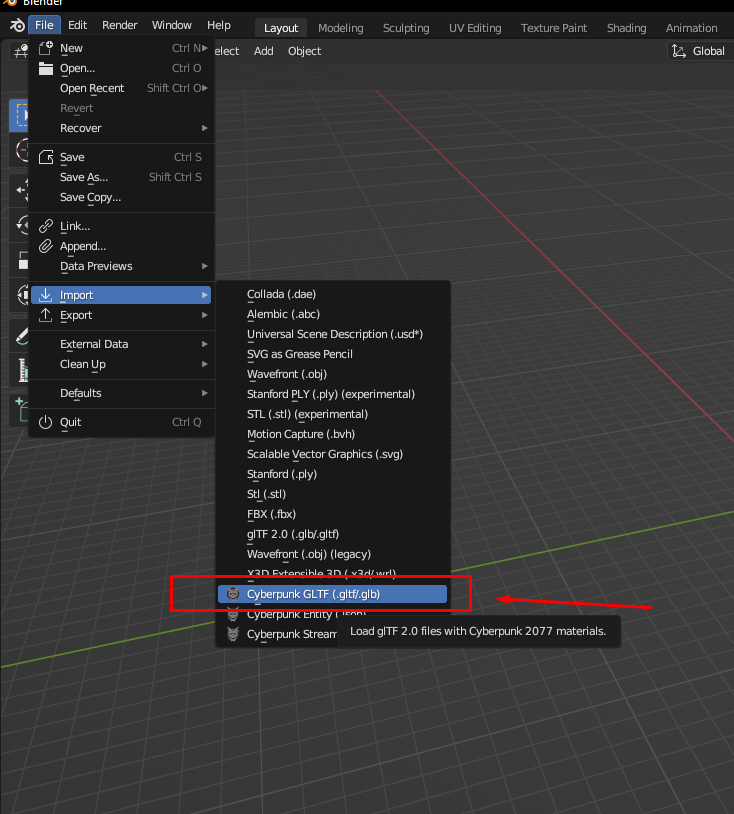 Blender
File Edit Render Window Help Layout Modeling Sculpting UV Editing Texture Paint Shading Animation
elect Add Object Global
New Ctrl N
Open... Ctrl O
Open Recent Shift Ctrl O
Revert
Recover
Save Ctrl S
Save As... Shift Ctrl S
Save Copy...
Link...
Append...
Data Previews
Import
Export
External Data
Clean Up
Defaults
Quit Ctrl Q
Collada (.dae)
Alembic (.abc)
Universal Scene Description (.usd*)
SVG as Grease Pencil
Wavefront (.obj)
Stanford PLY (.ply) (experimental)
STL (.stl) (experimental)
Motion Capture (.bvh)
Scalable Vector Graphics (.svg)
Stanford (.ply)
Stl (.stl)
FBX (.fbx)
glTF 2.0 (.glb/.gltf)
Wavefront (.obj) (legacy)
X3D Extensible 3D (.x3d/.wrl)
Cyberpunk GLTF (.gltf/.glb)
Cyberpunk Entity (.json)
Cyberpunk Stream
Load glTF 2.0 files with Cyberpunk 2077 materials.